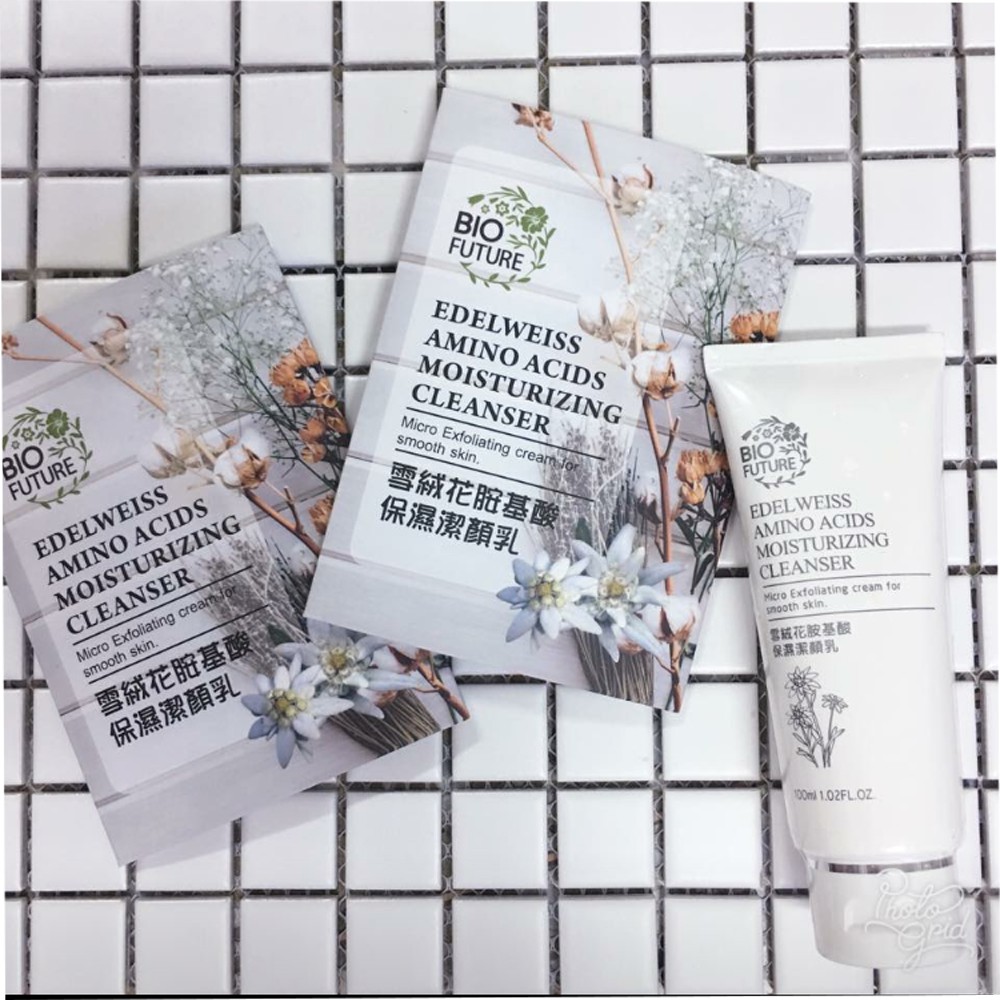 BIO
FUTURE
EDELWEISS
AMINO ACIDS
MOISTURIZING
CLEANSER
Micro Exfoliating cream for
smooth skin.
雪絨花胺基酸
保濕潔顏乳
BIO
FUTURE
EDELWEISS
AMINO ACIDS
MOISTURIZING
CLEANSER
Micro Exfoliating cream for
smooth skin.
雪絨花胺基酸
保濕潔顏乳
BIO
FUTURE
EDELWEISS
AMINO ACIDS
MOISTURIZING
CLEANSER
Micro Exfoliating cream for
smooth skin.
雪絨花胺基酸
保濕潔顏乳
100ml 1.02FL.OZ.
Photo
Grid